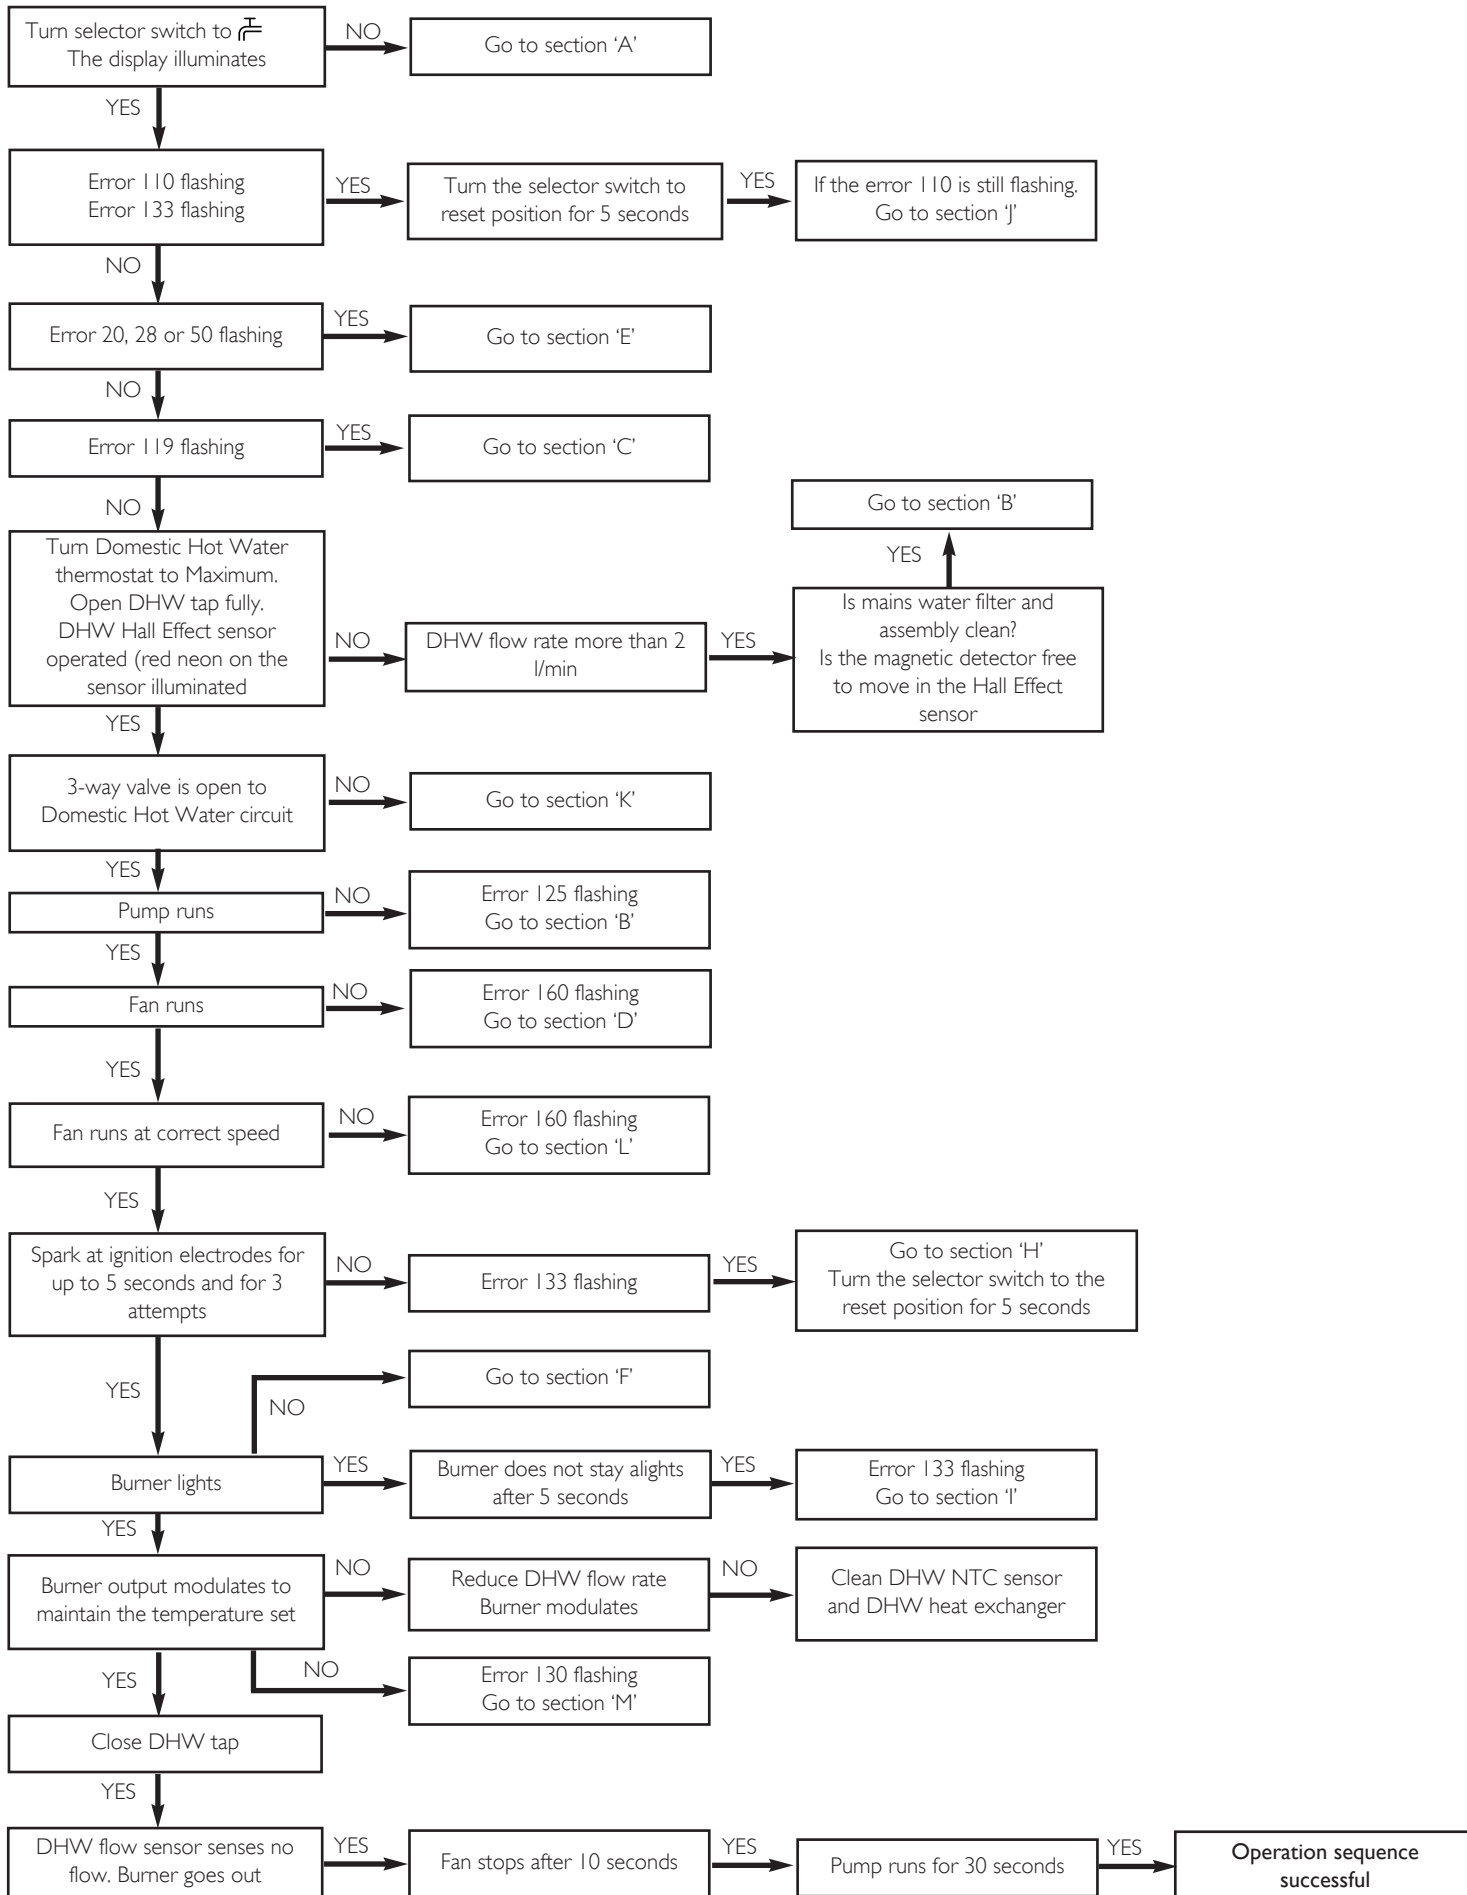 Turn selector switch to
The display illuminates
NO
Go to section ‘A’
YES
Error 110 flashing
Error 133 flashing
YES
Turn the selector switch to
reset position for 5 seconds
YES
If the error 110 is still flashing.
Go to section ‘J’
NO
Error 20, 28 or 50 flashing
YES
Go to section ‘E’
NO
Error 119 flashing
YES
Go to section ‘C’
NO
Turn Domestic Hot Water
thermostat to Maximum.
Open DHW tap fully.
DHW Hall Effect sensor
operated (red neon on the
sensor illuminated
NO
DHW flow rate more than 2
l/min
YES
Is mains water filter and
assembly clean?
Is the magnetic detector free
to move in the Hall Effect
sensor
YES
Go to section ‘B’
YES
3-way valve is open to
Domestic Hot Water circuit
NO
Go to section ‘K’
YES
Pump runs
NO
Error 125 flashing
Go to section ‘B’
YES
Fan runs
NO
Error 160 flashing
Go to section ‘D’
YES
Fan runs at correct speed
NO
Error 160 flashing
Go to section ‘L’
YES
Spark at ignition electrodes for
up to 5 seconds and for 3
attempts
NO
Error 133 flashing
YES
Go to section ‘H’
Turn the selector switch to the
reset position for 5 seconds
YES
NO
Go to section ‘F’
Burner lights
YES
Burner does not stay alights
after 5 seconds
YES
Error 133 flashing
Go to section ‘I’
YES
Burner output modulates to
maintain the temperature set
NO
Reduce DHW flow rate
Burner modulates
NO
Clean DHW NTC sensor
and DHW heat exchanger
NO
Error 130 flashing
Go to section ‘M’
YES
Close DHW tap
YES
DHW flow sensor senses no
flow. Burner goes out
YES
Fan stops after 10 seconds
YES
Pump runs for 30 seconds
YES
Operation sequence
successful